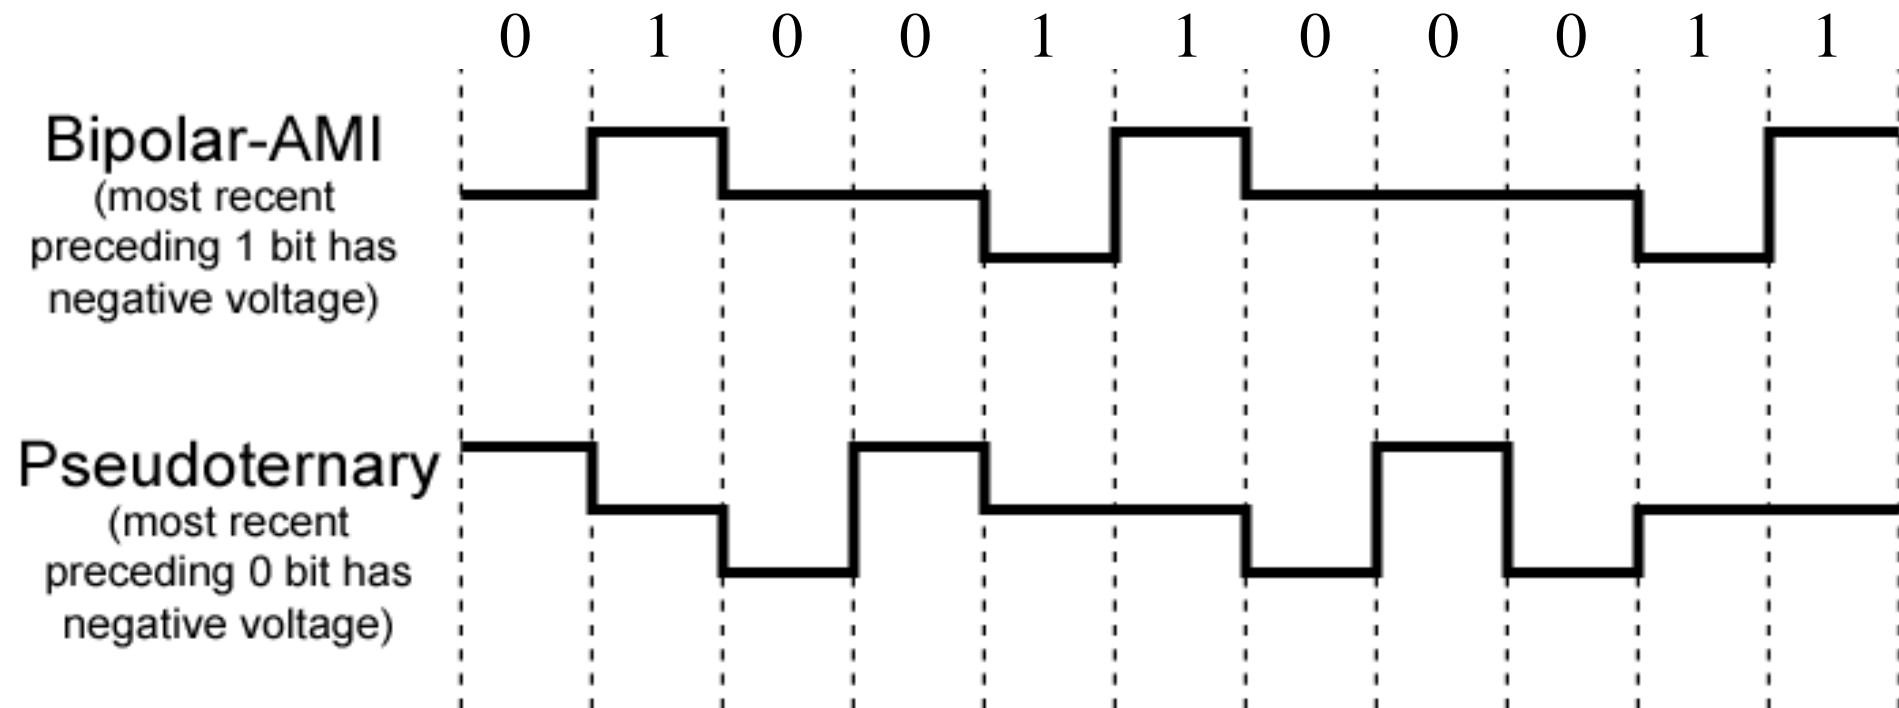 0 1 0 0 1 1 0 0 0 1 1
Bipolar-AMI
(most recent
preceding 1 bit has
negative voltage)
Pseudoternary
(most recent
preceding 0 bit has
negative voltage)